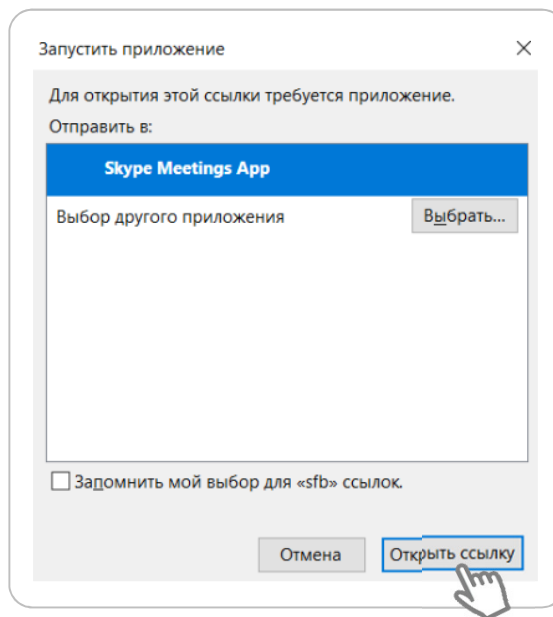 Запустить приложение
Для открытия этой ссылки требуется приложение.
Отправить в:
Skype Meetings App
Выбор другого приложения
Выбрать...
Запомнить мой выбор для «sfb» ссылок.
Отмена
Открыть ссылку